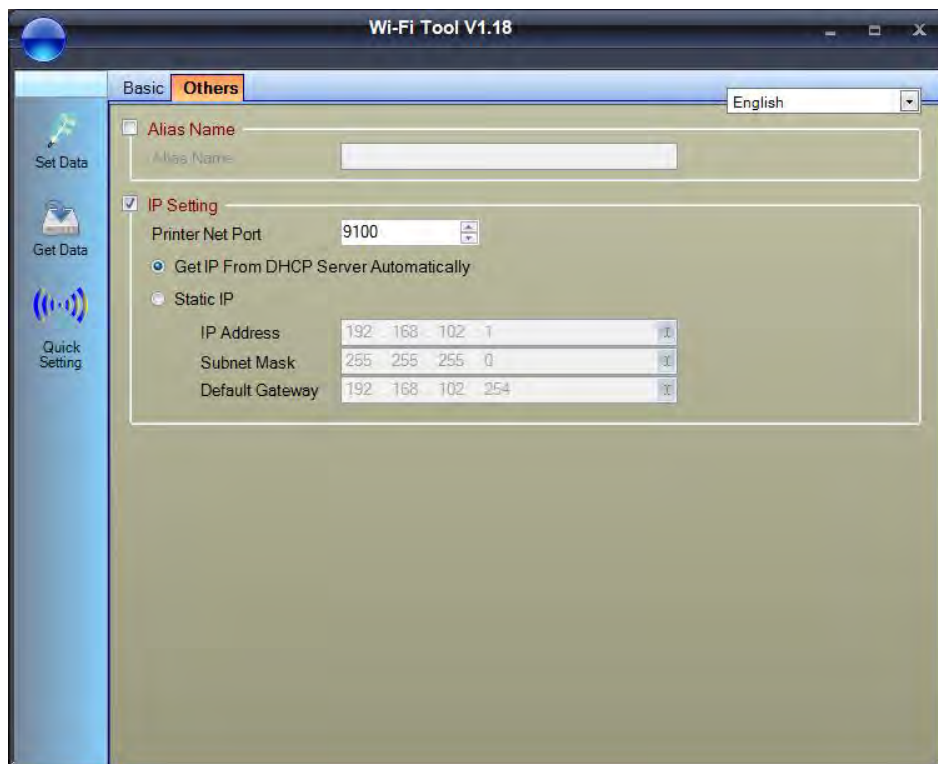 Wi-Fi Tool V1.18
Basic Others
English
Set Data
Get Data
Quick
Setting
Alias Name
Alias Name
IP Setting
Printer Net Port 9100
Get IP From DHCP Server Automatically
Static IP
IP Address 192 168 102 1
Subnet Mask 255 255 255 0
Default Gateway 192 168 102 254